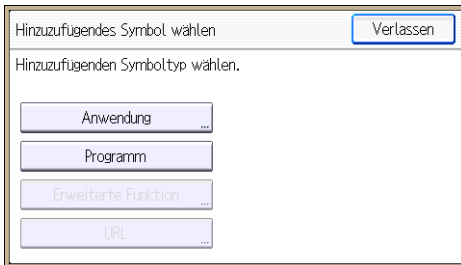 Hinzuzufügendes Symbol wählen
Verlassen
Hinzuzufügenden Symboltyp wählen.
Anwendung ...
Programm
Erweiterte Funktion ...
URL ...